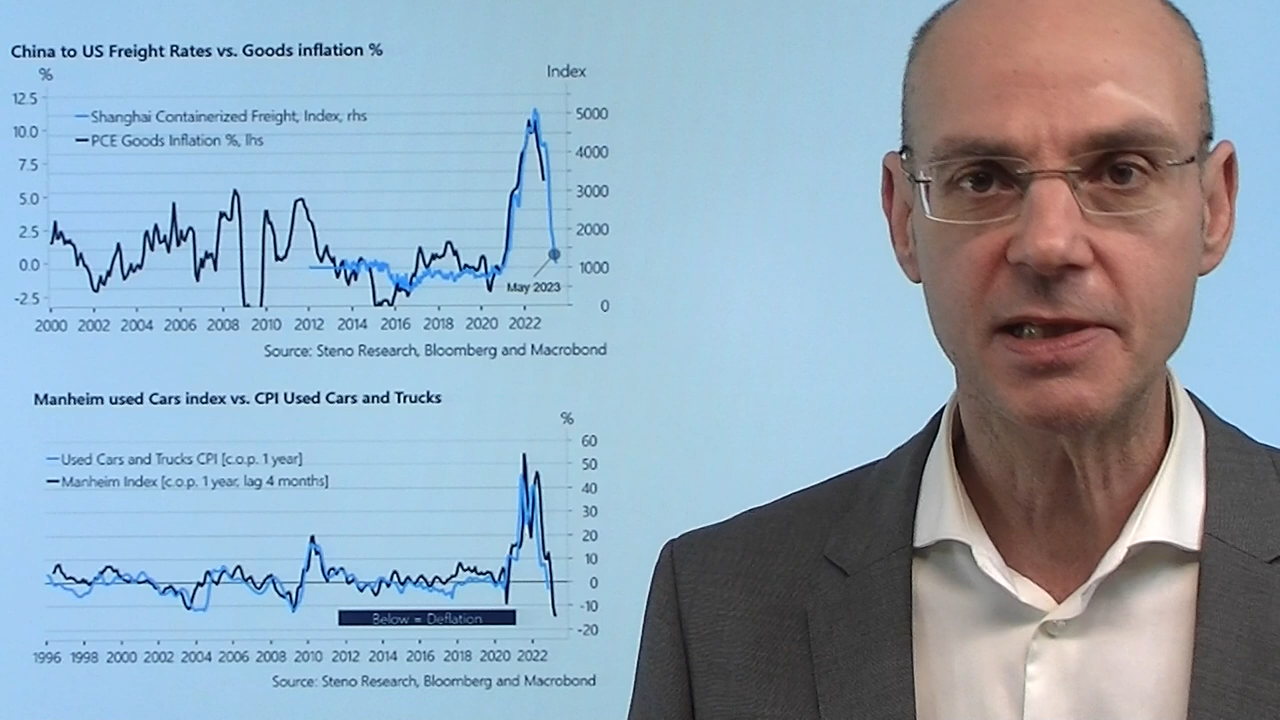 China to US Freight Rates vs. Goods inflation %
% Index
Shanghai Containerized Freight, Index, rhs
PCE Goods Inflation %, lhs
12.5
10.0
7.5
5.0
2.5
0.0
-2.5
5000
4000
3000
2000
1000
0
May 2023
2000 2002 2004 2006 2008 2010 2012 2014 2016 2018 2020 2022
Source: Steno Research, Bloomberg and Macrobond
Manheim used Cars index vs. CPI Used Cars and Trucks
%
Used Cars and Trucks CPI [c.o.p. 1 year]
Manheim Index [c.o.p. 1 year, lag 4 months]
60
50
40
30
20
10
0
-10
-20
Below = Deflation
1996 1998 2000 2002 2004 2006 2008 2010 2012 2014 2016 2018 2020 2022
Source: Steno Research, Bloomberg and Macrobond